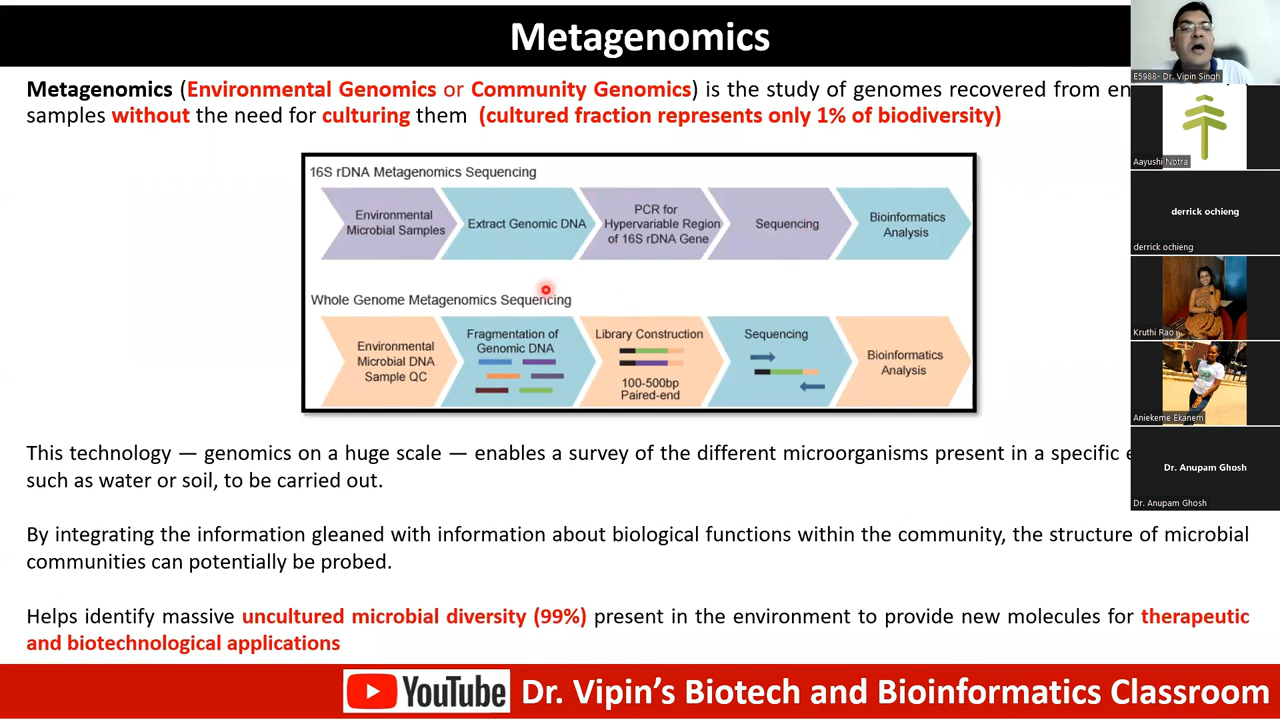 Metagenomics
Metagenomics (Environmental Genomics or Community Genomics) is the study of genomes recovered from
samples without the need for culturing them (cultured fraction represents only 1% of biodiversity)
16S rDNA Metagenomics Sequencing
Environmental
Microbial Samples
Extract Genomic DNA
PCR for
Hypervariable Region
of 16S rDNA Gene
Sequencing
Bioinformatics
Analysis
Whole Genome Metagenomics Sequencing
Environmental
Microbial DNA
Sample QC
Fragmentation of
Genomic DNA
Library Construction
100-500bp
Paired-end
Sequencing
Bioinformatics
Analysis
This technology — genomics on a huge scale — enables a survey of the different microorganisms present in a specific
such as water or soil, to be carried out.
By integrating the information gleaned with information about biological functions within the community, the structure of microbial
communities can potentially be probed.
Helps identify massive uncultured microbial diversity (99%) present in the environment to provide new molecules for therapeutic
and biotechnological applications
YouTube Dr. Vipin's Biotech and Bioinformatics Classroom
E5988- Dr. Vipin Singh
Aayushi Notra
derrick ochieng
derrick ochieng
Kruthi Rao
Aniekeme Ekanem
Dr. Anupam Ghosh
Dr. Anupam Ghosh